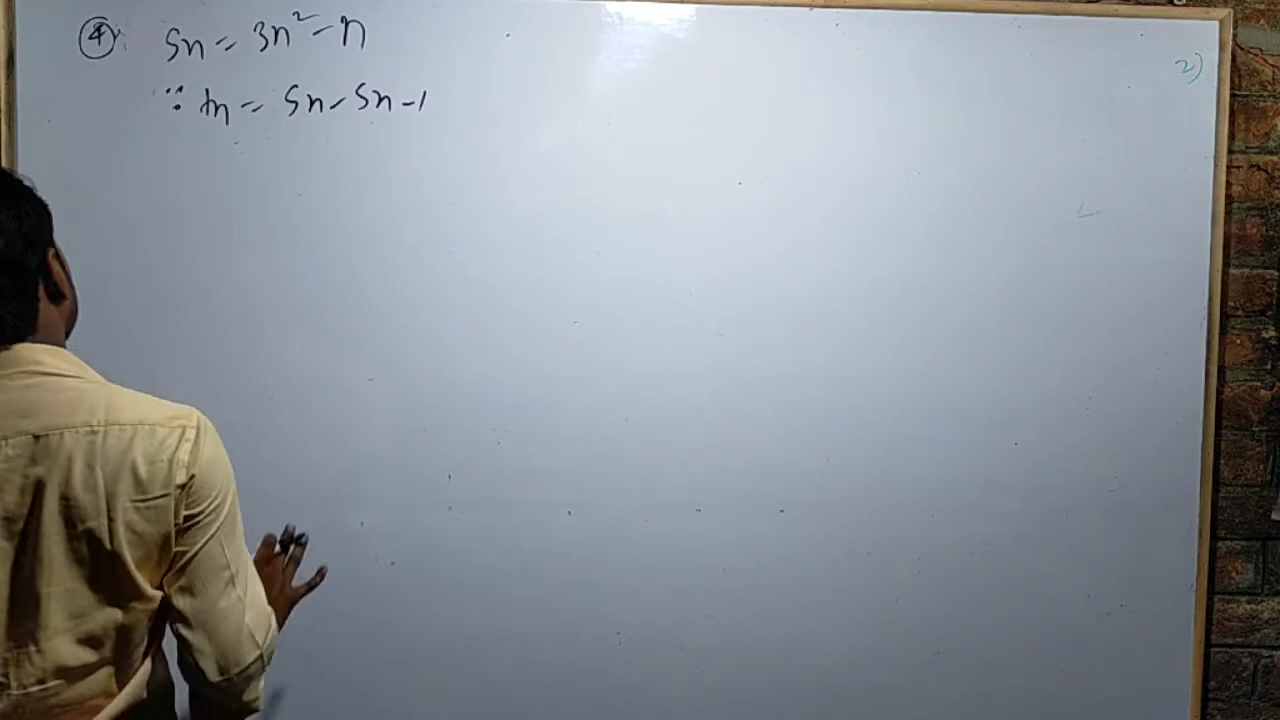 ④ Sn = 3n² - n
∵ tn = Sn - Sn-1
2)